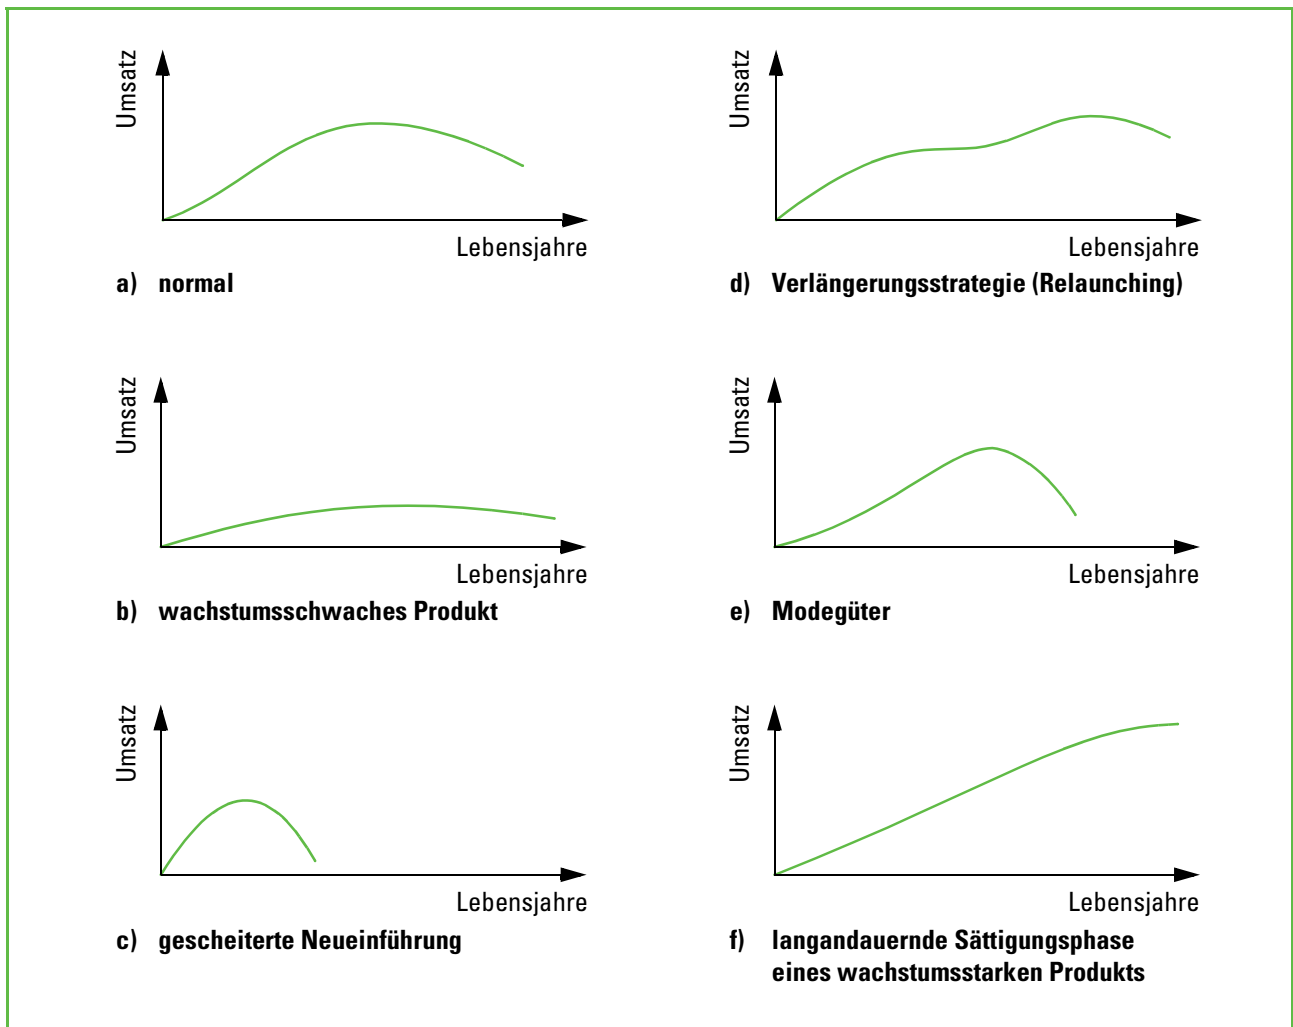 Umsatz
Lebensjahre
a) normal
Umsatz
Lebensjahre
b) wachstumsschwaches Produkt
Umsatz
Lebensjahre
c) gescheiterte Neueinführung
Umsatz
Lebensjahre
d) Verlängerungsstrategie (Relaunching)
Umsatz
Lebensjahre
e) Modegüter
Umsatz
Lebensjahre
f) langandauernde Sättigungsphase
eines wachstumsstarken Produkts